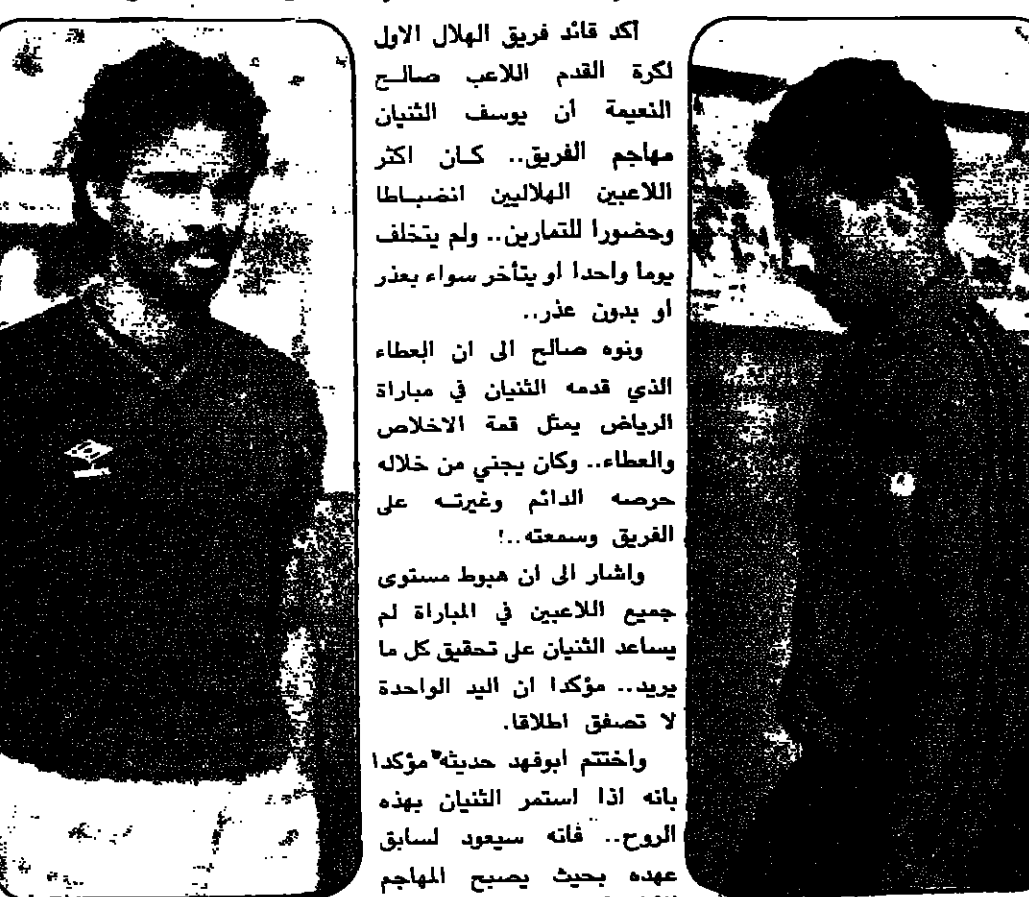 أكد قائد فريق الهلال الاول
لكرة القدم اللاعب صالح
النعيمة أن يوسف الثنيان
مهاجم الفريق.. كان اكثر
اللاعبين الهلاليين انضباطا
وحضورا للتمارين.. ولم يتخلف
يوما واحدا او يتأخر سواء بعذر
أو بدون عذر..
ونوه صالح الى ان العطاء
الذي قدمه الثنيان في مباراة
الرياض يمثل قمة الاخلاص
والعطاء.. وكان يجني من خلاله
حرصه الدائم وغيرته على
الفريق وسمعته..!
واشار الى ان هبوط مستوى
جميع اللاعبين في المباراة لم
يساعد الثنيان على تحقيق كل ما
يريد.. مؤكدا ان اليد الواحدة
لا تصفق اطلاقا.
واختتم ابوفهد حديثه مؤكدا
بانه اذا استمر الثنيان بهذه
الروح.. فانه سيعود لسابق
عهده بحيث يصبح المهاجم